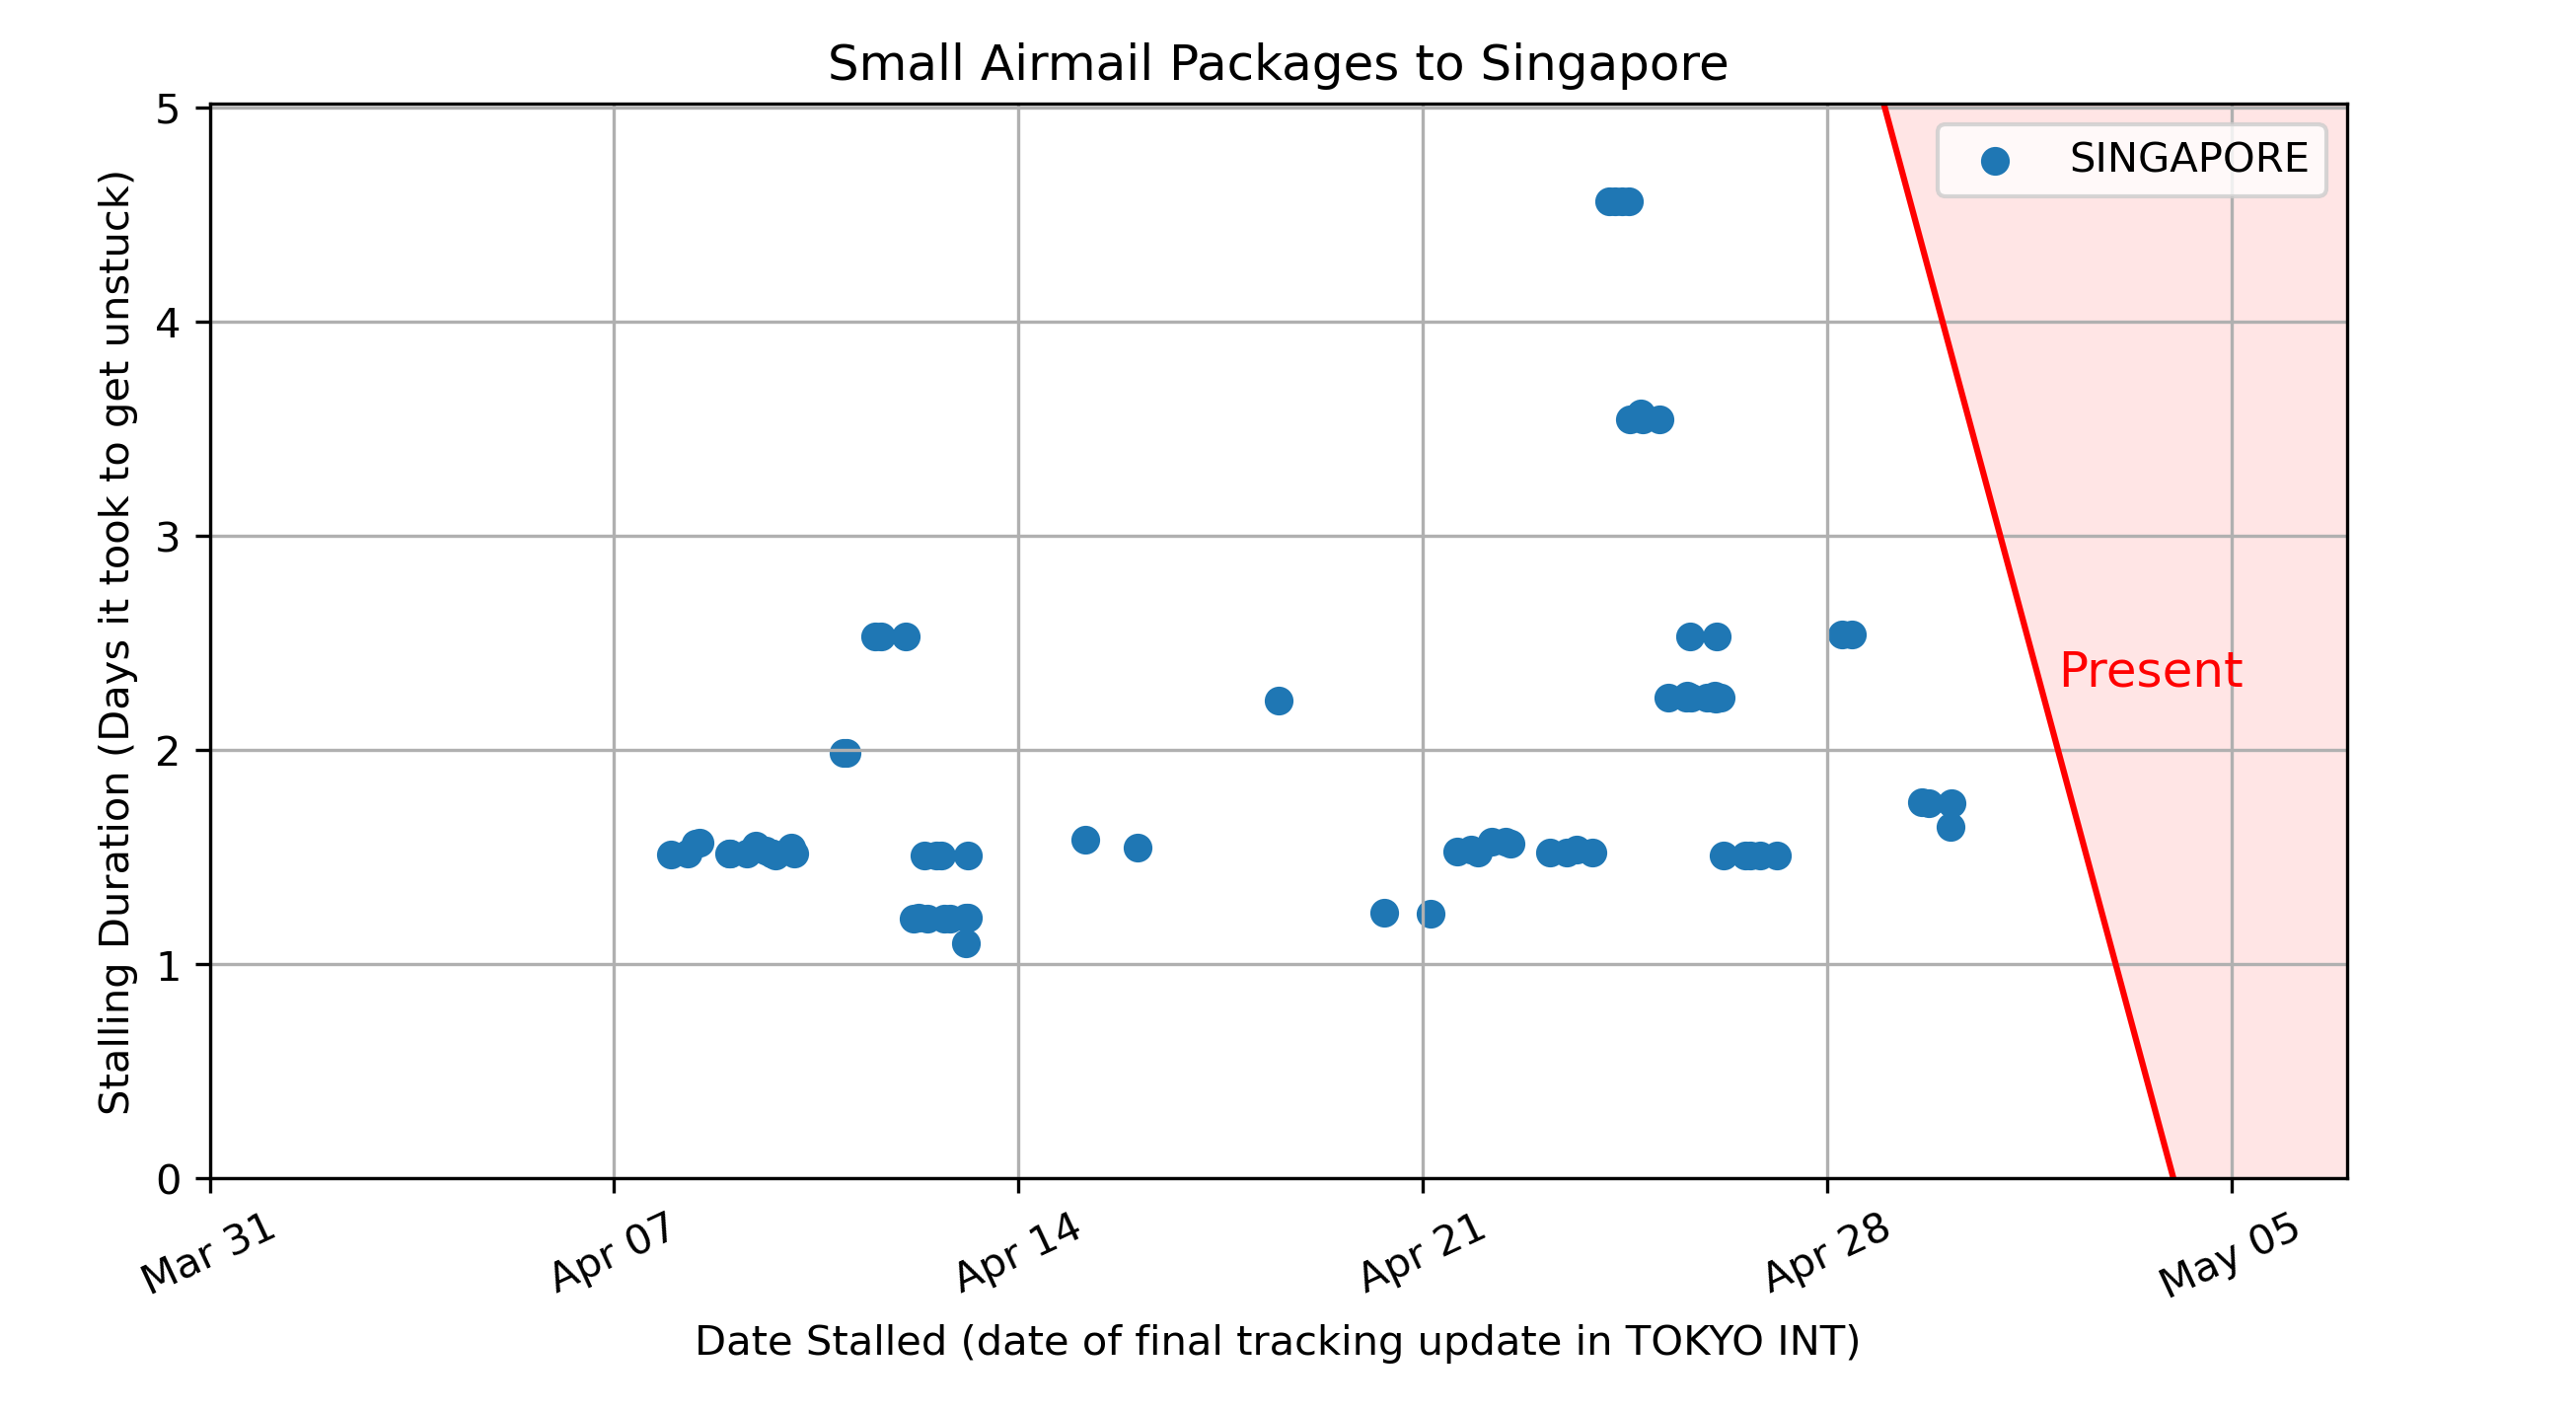 Small Airmail Packages to Singapore
Stalling Duration (Days it took to get unstuck)
5
4
3
2
1
0
SINGAPORE
Present
Mar 31
Apr 07
Apr 14
Apr 21
Apr 28
May 05
Date Stalled (date of final tracking update in TOKYO INT)